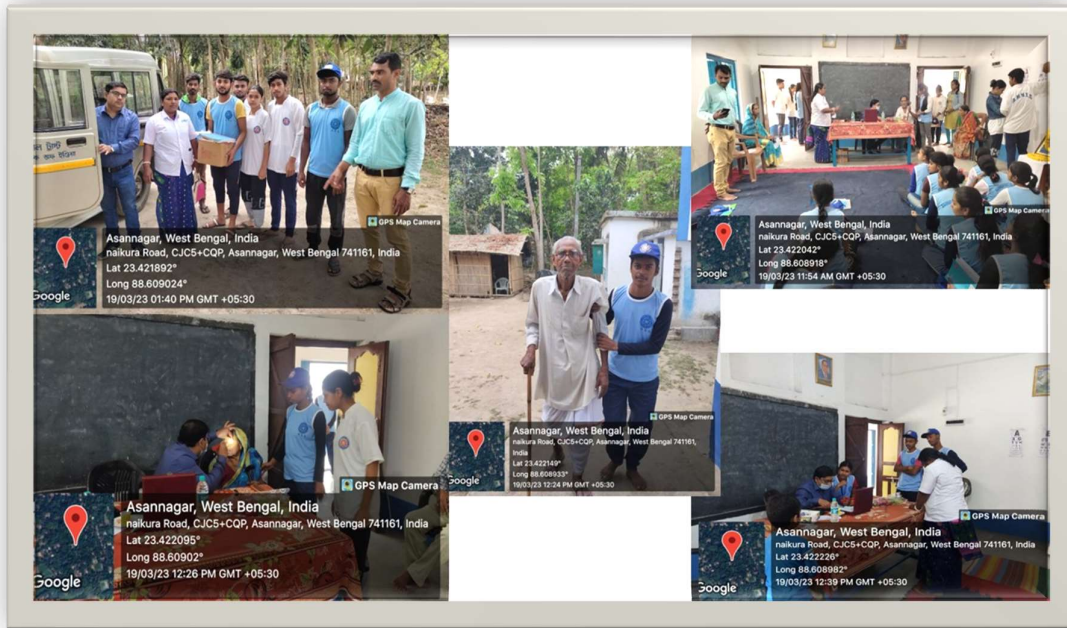 GPS Map Camera
Asannagar, West Bengal, India
naikura Road, CJC5+CQP, Asannagar, West Bengal 741161, India
Lat 23.421892°
Long 88.609024°
19/03/23 01:40 PM GMT +05:30
Google
GPS Map Camera
Asannagar, West Bengal, India
naikura Road, CJC5+CQP, Asannagar, West Bengal 741161, India
Lat 23.422095°
Long 88.60902°
19/03/23 12:26 PM GMT +05:30
Google
GPS Map Camera
Asannagar, West Bengal, India
naikura Road, CJC5+CQP, Asannagar, West Bengal 741161,
India
Lat 23.422149°
Long 88.608933°
19/03/23 12:24 PM GMT +05:30
Google
GPS Map Camera
Asannagar, West Bengal, India
naikura Road, CJC5+CQP, Asannagar, West Bengal 741161, India
Lat 23.422042°
Long 88.608918°
19/03/23 11:54 AM GMT +05:30
Google
GPS Map Camera
Asannagar, West Bengal, India
naikura Road, CJC5+CQP, Asannagar, West Bengal 741161, India
Lat 23.422226°
Long 88.608982°
19/03/23 12:39 PM GMT +05:30
Google